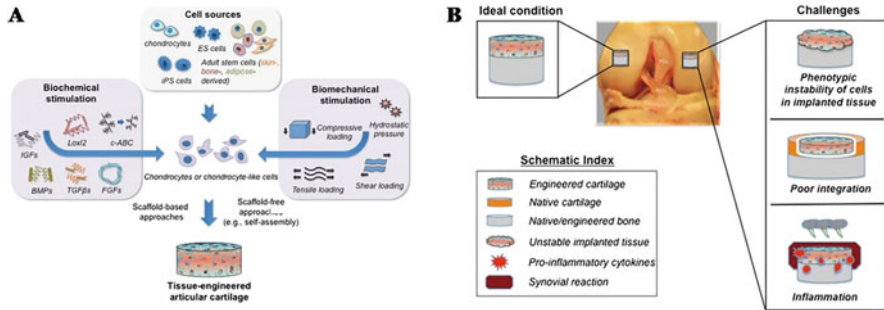 A
Cell sources
chondrocytes
ES cells
iPS cells
Adult stem cells (skin-,
bone-, adipose-
derived)
Biochemical
stimulation
IGFs
Loxl2
c-ABC
BMPs
TGFβs
FGFs
Biomechanical
stimulation
Compressive
loading
Hydrostatic
pressure
Tensile loading
Shear loading
Chondrocytes or chondrocyte-like cells
Scaffold-based
approaches
Scaffold-free
(e.g., self-assembly)
Tissue-engineered
articular cartilage
B
Ideal condition
Challenges
Phenotypic
instability of cells
in implanted tissue
Poor integration
Inflammation
Schematic Index
Engineered cartilage
Native cartilage
Native/engineered bone
Unstable implanted tissue
Pro-inflammatory cytokines
Synovial reaction